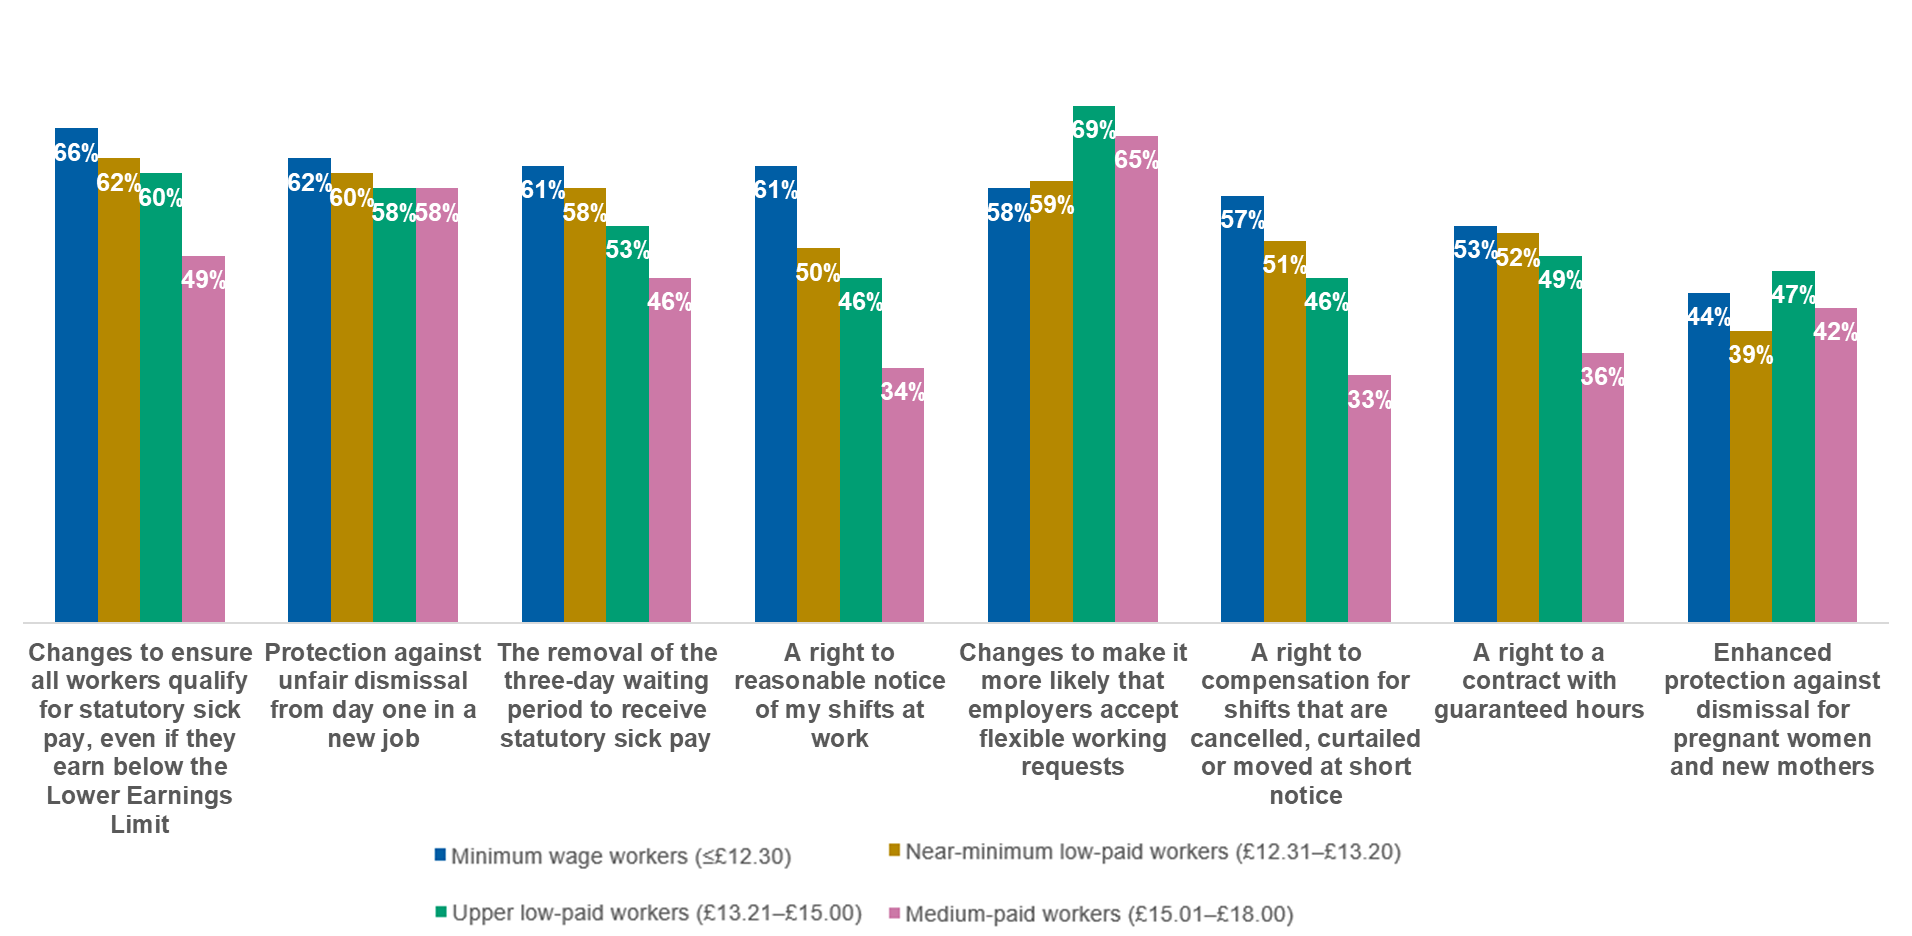 66%
62%
60%
49%
62%
60%
58%
58%
61%
58%
53%
46%
61%
50%
46%
34%
58%
59%
69%
65%
57%
51%
46%
33%
53%
52%
49%
36%
44%
39%
47%
42%
Changes to ensure
all workers qualify
for statutory sick
pay, even if they
earn below the
Lower Earnings
Limit
Protection against
unfair dismissal
from day one in a
new job
The removal of the
three-day waiting
period to receive
statutory sick pay
A right to
reasonable notice
of my shifts at
work
Changes to make it
more likely that
employers accept
flexible working
requests
A right to
compensation for
shifts that are
cancelled, curtailed
or moved at short
notice
A right to a
contract with
guaranteed hours
Enhanced
protection against
dismissal for
pregnant women
and new mothers
Minimum wage workers (≤£12.30)
Near-minimum low-paid workers (£12.31–£13.20)
Upper low-paid workers (£13.21–£15.00)
Medium-paid workers (£15.01–£18.00)